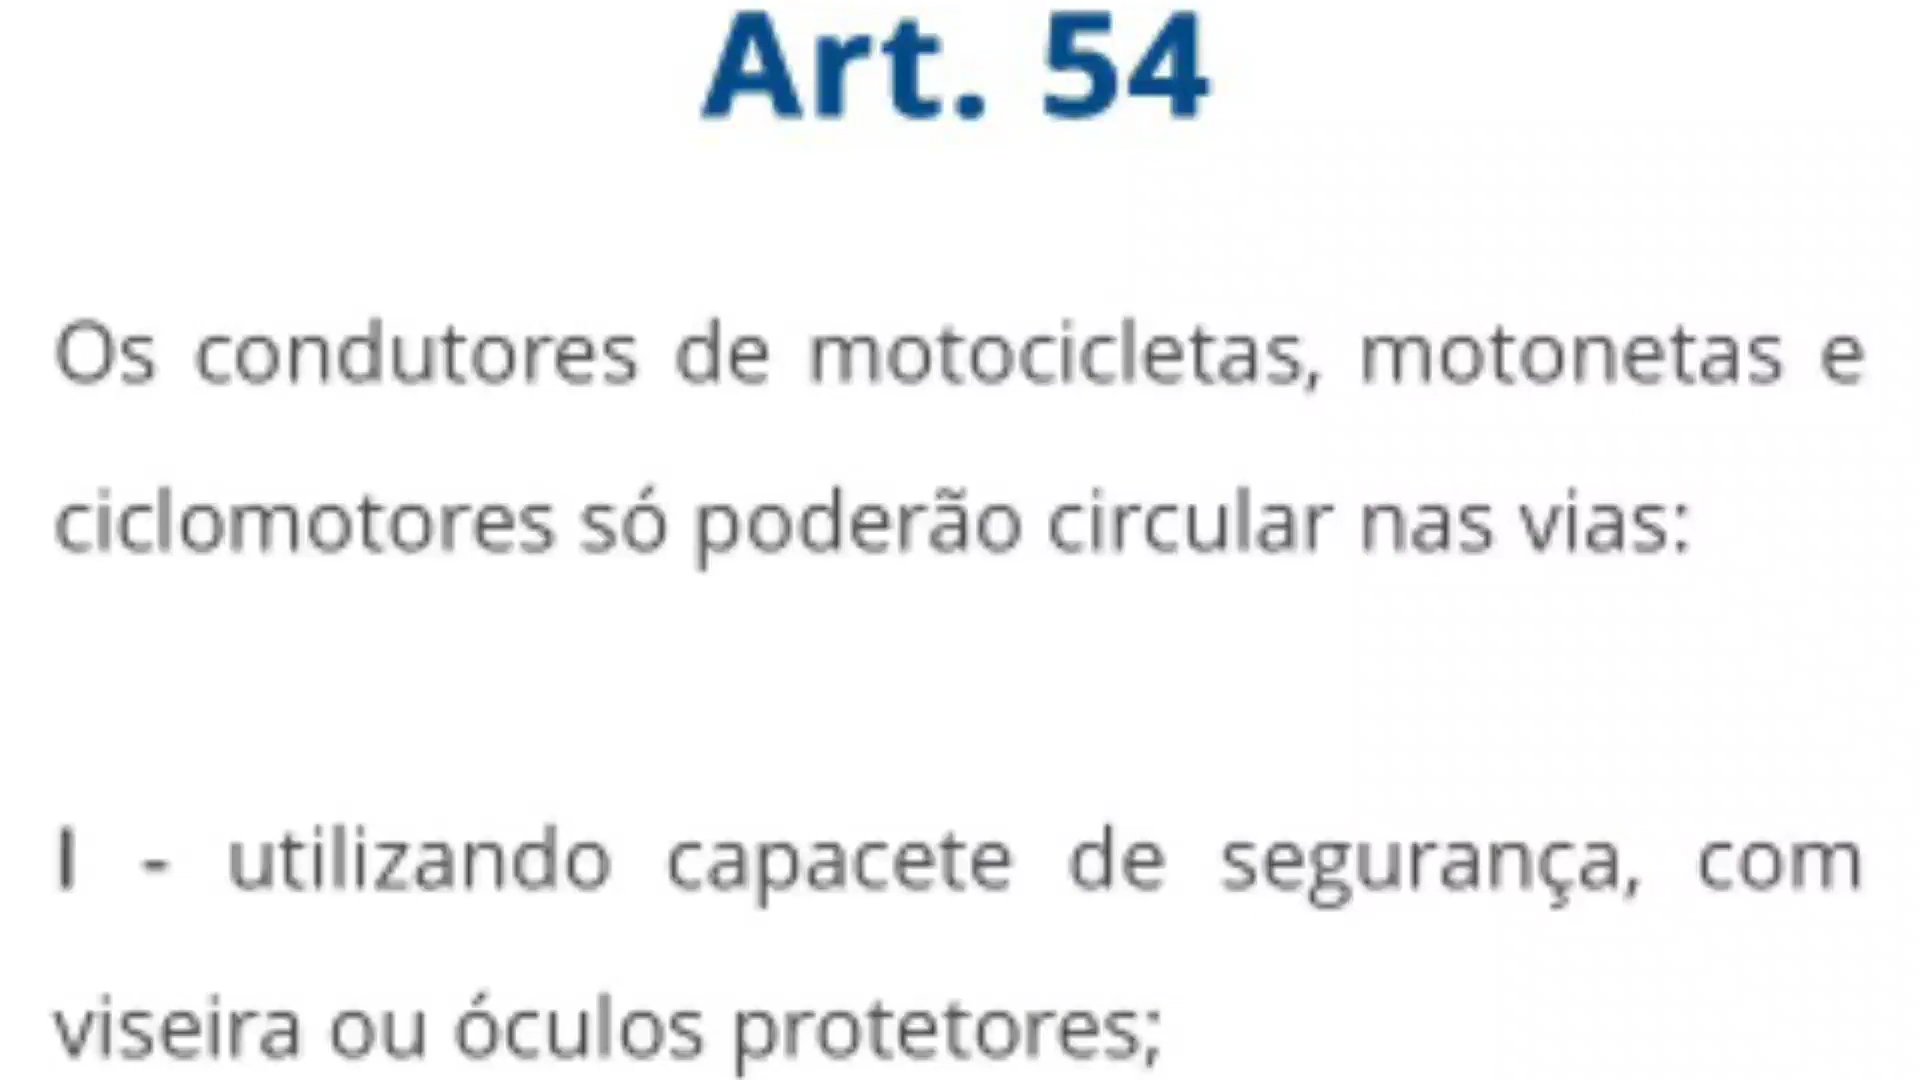 Art. 54
Os condutores de motocicletas, motonetas e
ciclomotores só poderão circular nas vias:
I - utilizando capacete de segurança, com
viseira ou óculos protetores;